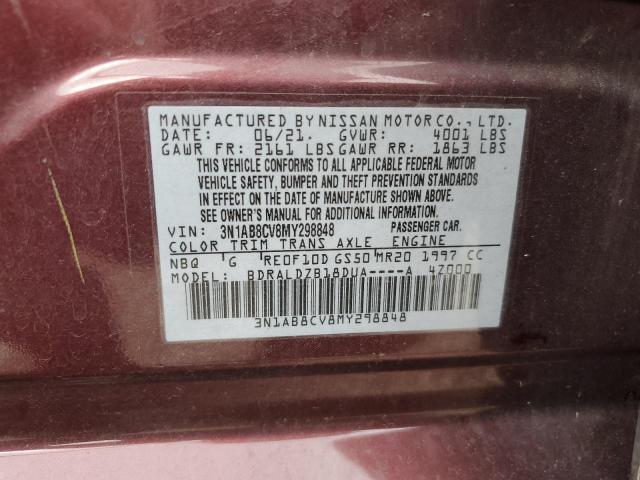 MANUFACTURED BY NISSAN MOTOR CO., LTD.
DATE: 06/21. GVWR: 4001 LBS
GAWR FR: 2161 LBS GAWR RR: 1863 LBS
THIS VEHICLE CONFORMS TO ALL APPLICABLE FEDERAL MOTOR
VEHICLE SAFETY, BUMPER AND THEFT PREVENTION STANDARDS
IN EFFECT ON THE DATE OF MANUFACTURE SHOWN ABOVE.
SEE OWNER'S MANUAL FOR ADDITIONAL INFORMATION.
VIN: 3N1AB8CV8MY298848 PASSENGER CAR.
COLOR TRIM TRANS AXLE ENGINE
NBQ G RE0F10D GS50 MR20 1997 CC
MODEL: BDRALDZB18DUA----A 4Z000
3N1AB8CV8MY298848